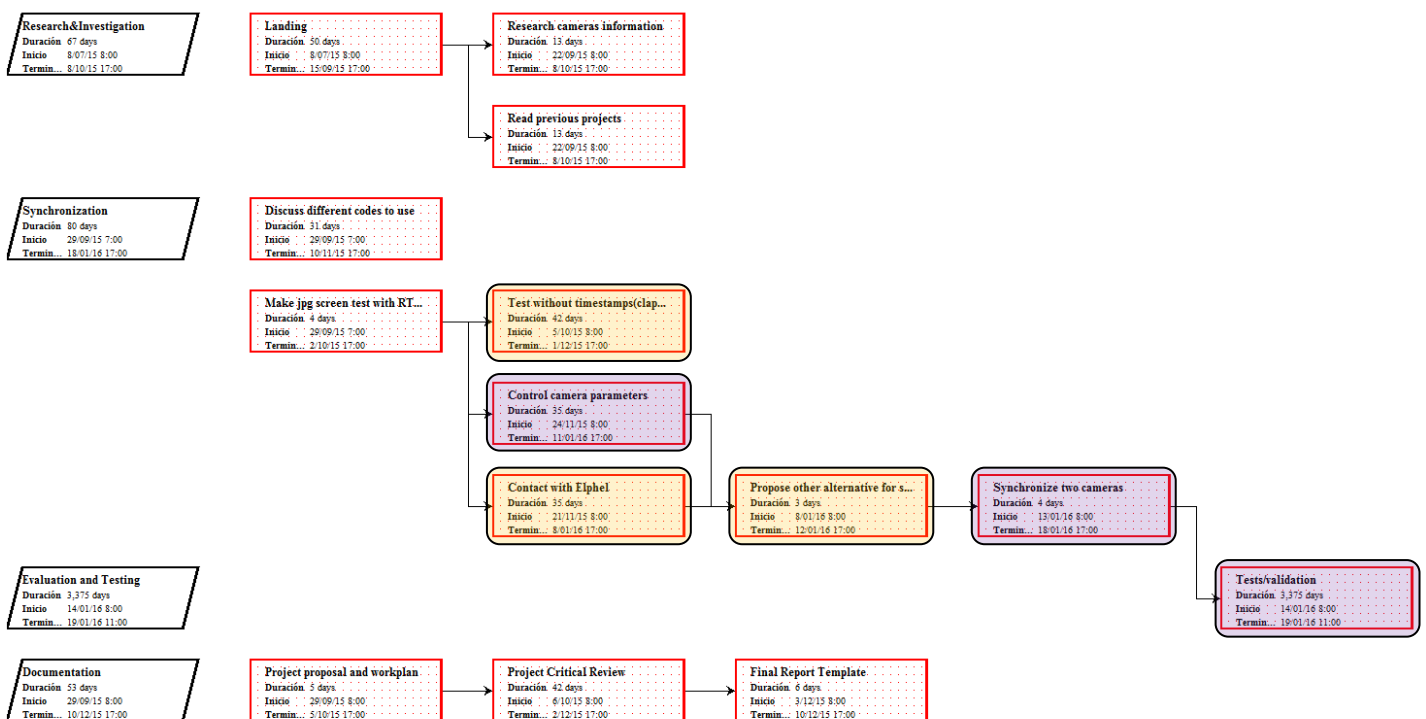 Research&Investigation
Duración 67 days
Inicio 8/07/15 8:00
Termin... 8/10/15 17:00
Landing
Duración 50 days
Inicio 8/07/15 8:00
Termin... 15/09/15 17:00
Research cameras information
Duración 13 days
Inicio 22/09/15 8:00
Termin... 8/10/15 17:00
Read previous projects
Duración 13 days
Inicio 22/09/15 8:00
Termin... 8/10/15 17:00
Synchronization
Duración 80 days
Inicio 29/09/15 7:00
Termin... 18/01/16 17:00
Discuss different codes to use
Duración 31 days
Inicio 29/09/15 7:00
Termin... 10/11/15 17:00
Make jpg screen test with RT...
Duración 4 days
Inicio 29/09/15 7:00
Termin... 2/10/15 17:00
Test without timestamps(clap...
Duración 42 days
Inicio 5/10/15 8:00
Termin... 1/12/15 17:00
Control camera parameters
Duración 35 days
Inicio 24/11/15 8:00
Termin... 11/01/16 17:00
Contact with Elphel
Duración 35 days
Inicio 21/11/15 8:00
Termin... 8/01/16 17:00
Propose other alternative for s...
Duración 3 days
Inicio 8/01/16 8:00
Termin... 12/01/16 17:00
Synchronize two cameras
Duración 4 days
Inicio 13/01/16 8:00
Termin... 18/01/16 17:00
Evaluation and Testing
Duración 3,375 days
Inicio 14/01/16 8:00
Termin... 19/01/16 11:00
Tests/validation
Duración 3,375 days
Inicio 14/01/16 8:00
Termin... 19/01/16 11:00
Documentation
Duración 53 days
Inicio 29/09/15 8:00
Termin... 10/12/15 17:00
Project proposal and workplan
Duración 5 days
Inicio 29/09/15 8:00
Termin... 5/10/15 17:00
Project Critical Review
Duración 42 days
Inicio 6/10/15 8:00
Termin... 2/12/15 17:00
Final Report Template
Duración 6 days
Inicio 3/12/15 8:00
Termin... 10/12/15 17:00